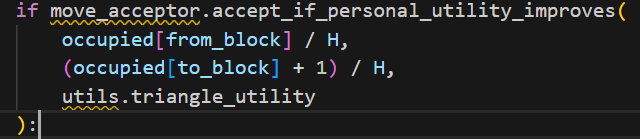 if move_acceptor.accept_if_personal_utility_improves(
    occupied[from_block] / H,
    (occupied[to_block] + 1) / H,
    utils.triangle_utility
):